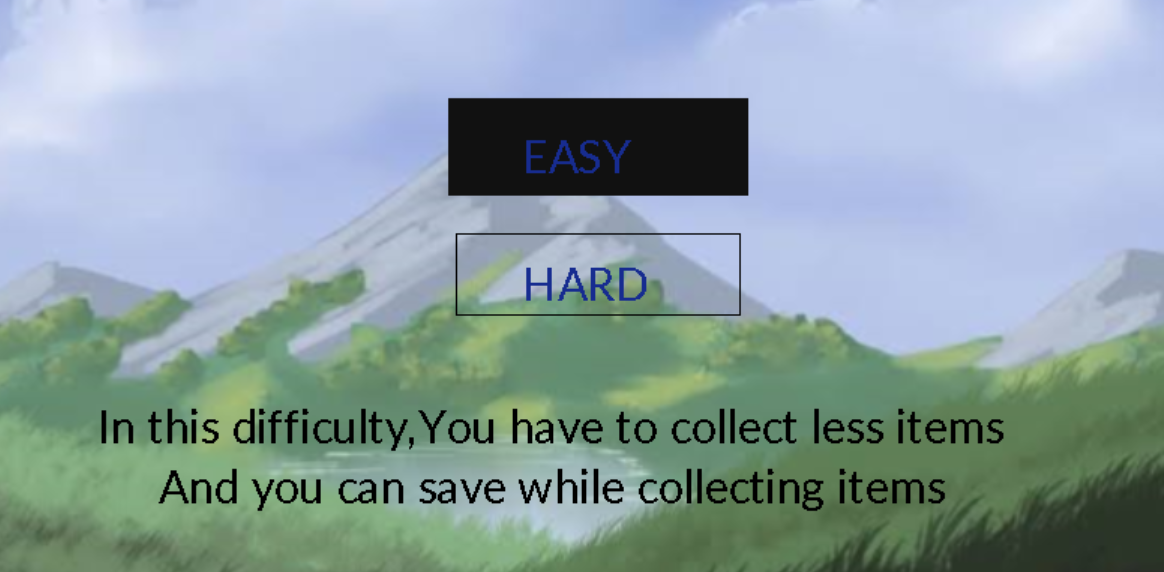 EASY
HARD
In this difficulty,You have to collect less items
And you can save while collecting items